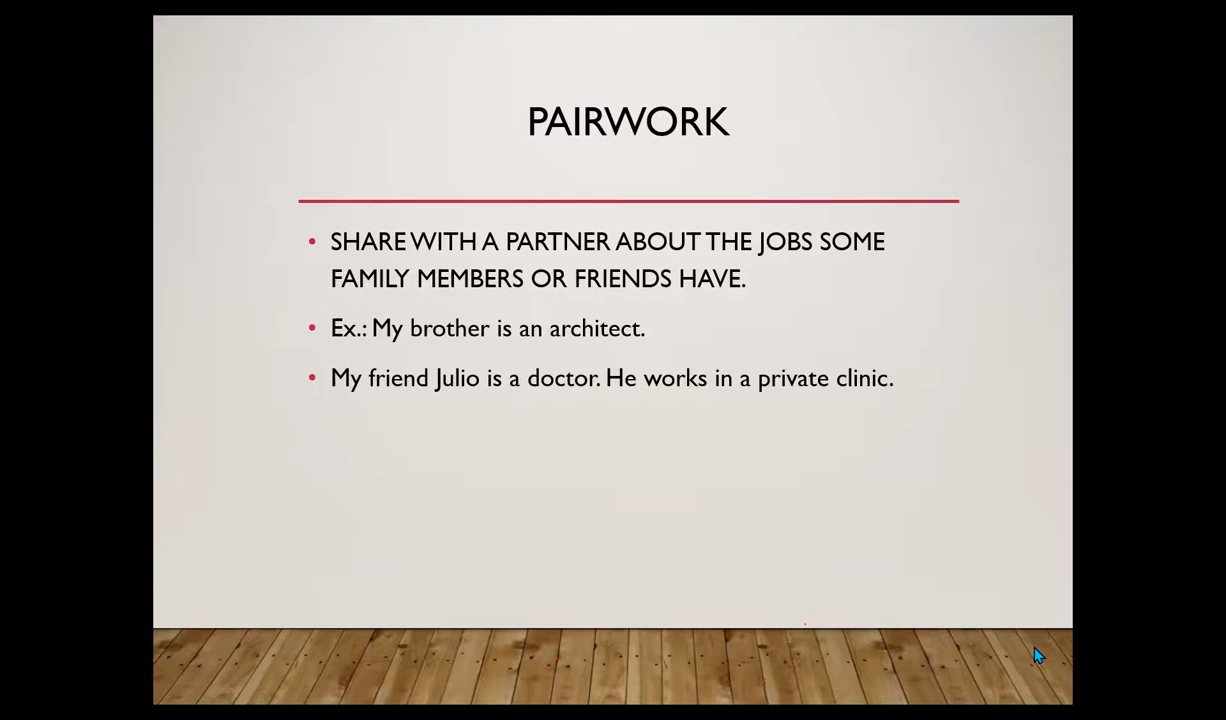 PAIRWORK
SHARE WITH A PARTNER ABOUT THE JOBS SOME
FAMILY MEMBERS OR FRIENDS HAVE.
Ex.: My brother is an architect.
My friend Julio is a doctor. He works in a private clinic.